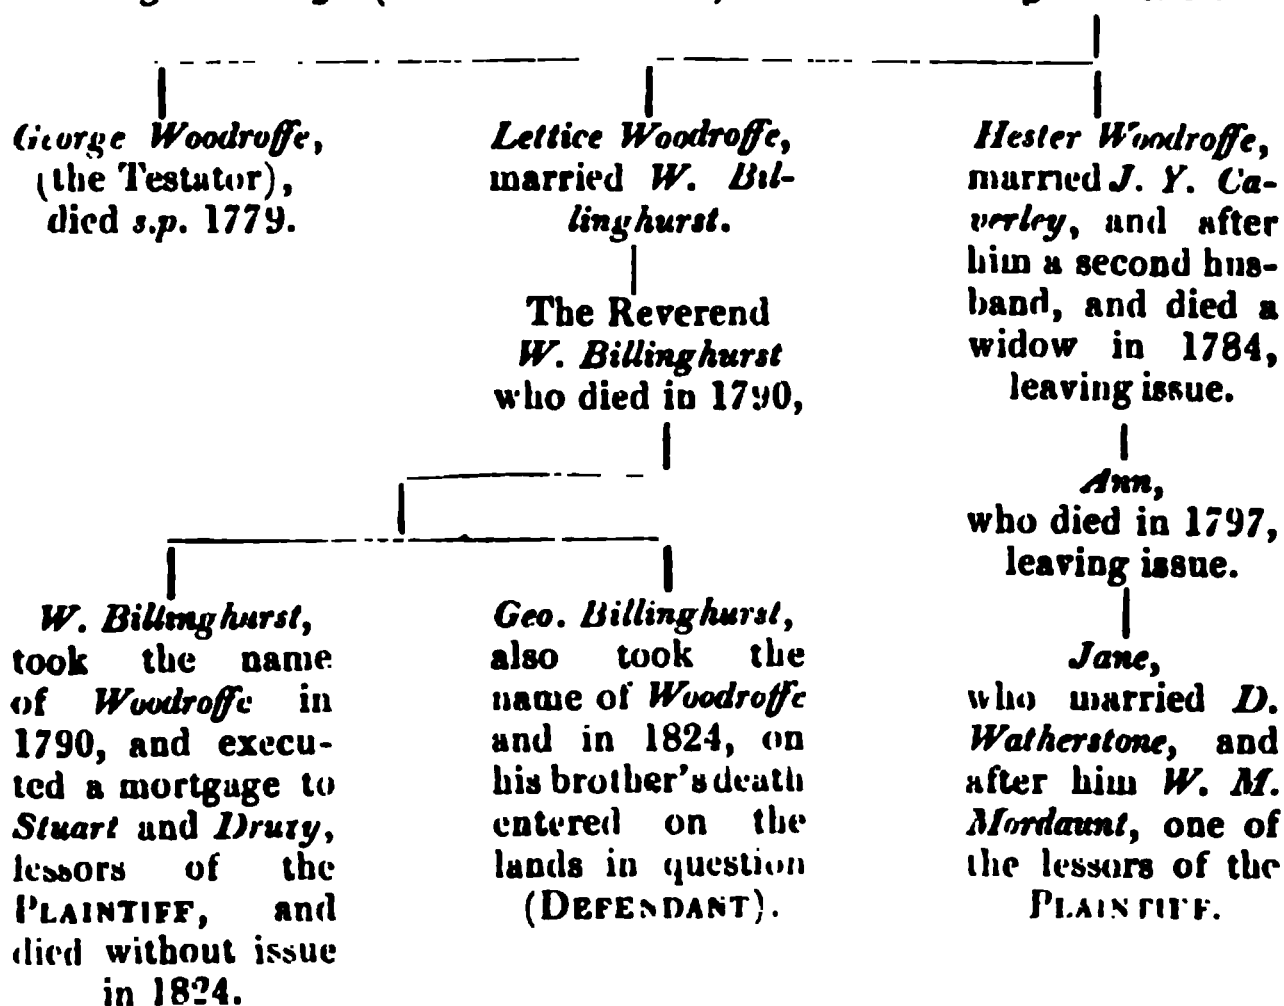 George Woodroffe,
(the Testator),
died s.p. 1779.
Lettice Woodroffe,
married W. Bil-
linghurst.
The Reverend
W. Billinghurst
who died in 1790,
W. Billinghurst,
took the name
of Woodroffe in
1790, and execu-
ted a mortgage to
Stuart and Drury,
lessors of the
PLAINTIFF, and
died without issue
in 1824.
Geo. Billinghurst,
also took the
name of Woodroffe
and in 1824, on
his brother's death
entered on the
lands in question
(DEFENDANT).
Hester Woodroffe,
married J. Y. Ca-
verley, and after
him a second hus-
band, and died a
widow in 1784,
leaving issue.
Ann,
who died in 1797,
leaving issue.
Jane,
who married D.
Watherstone, and
after him W. M.
Mordaunt, one of
the lessors of the
PLAINTIFF.